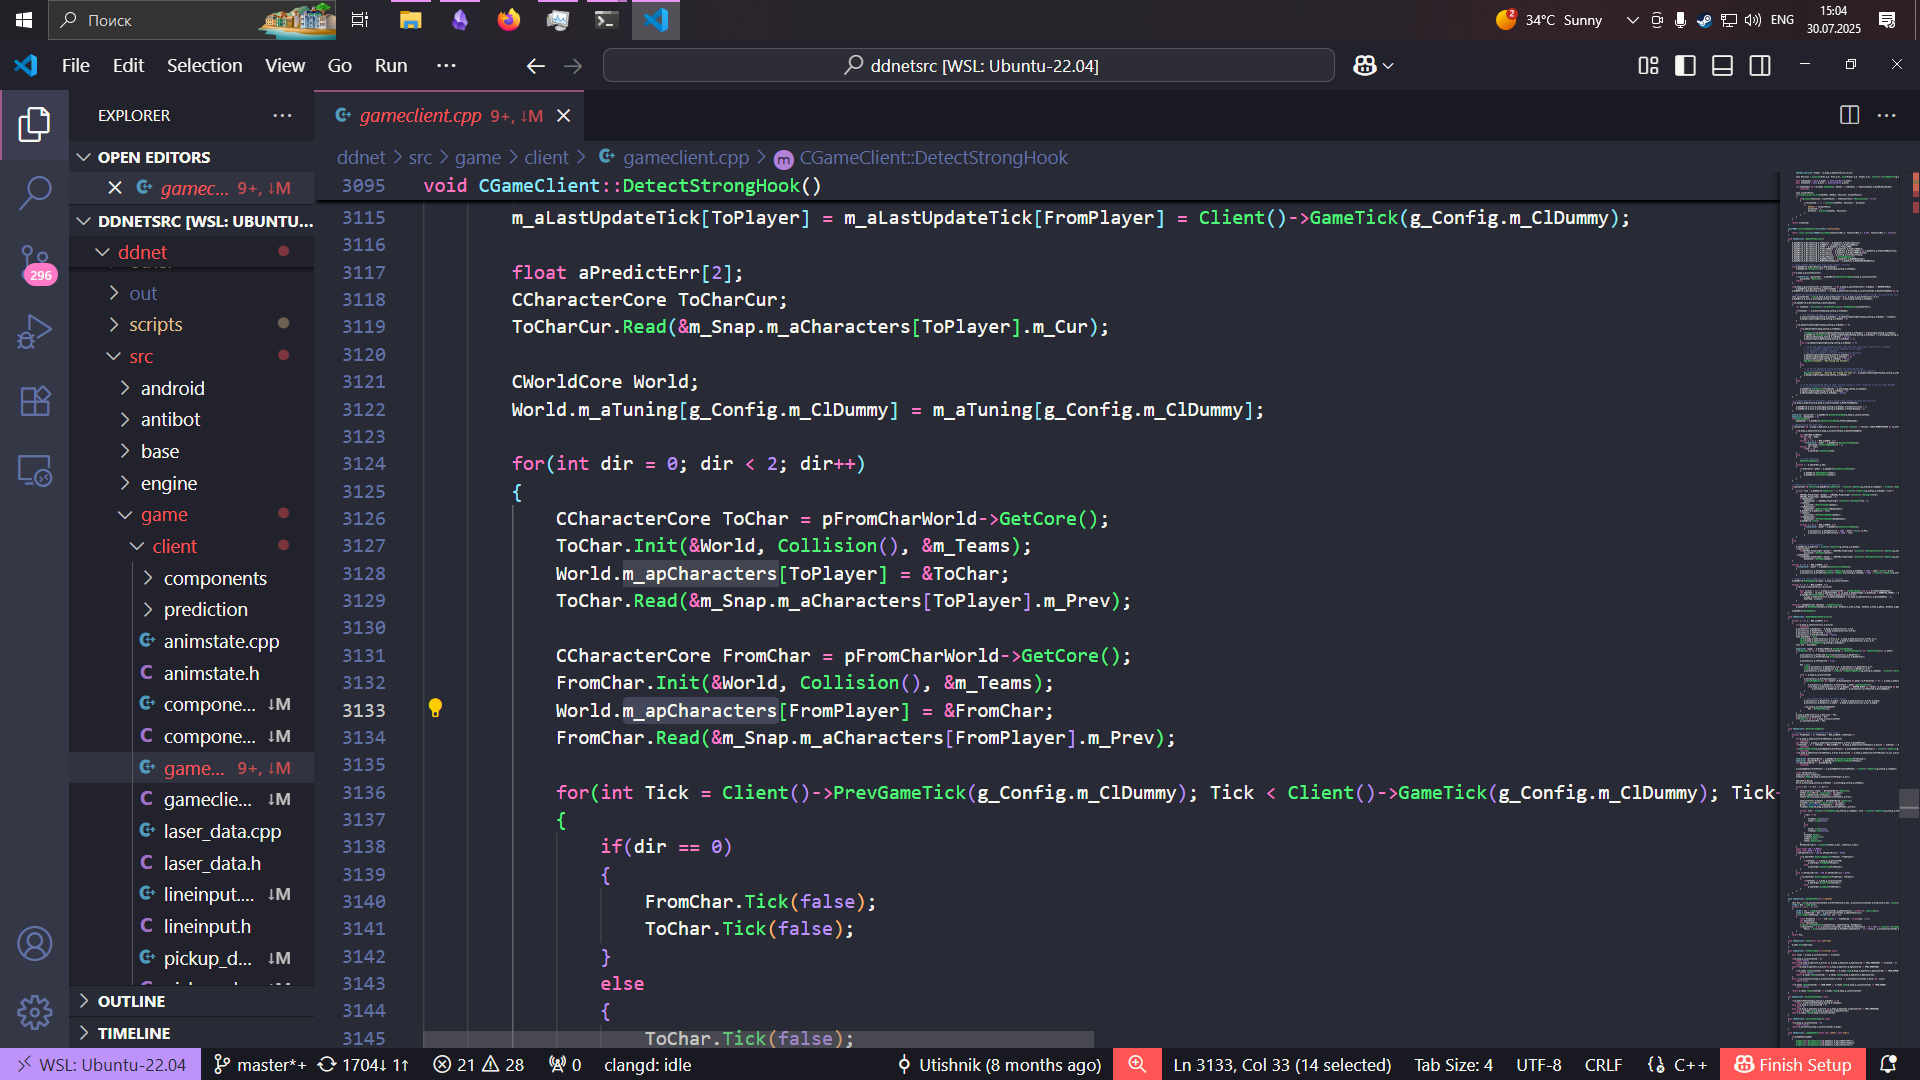 Поиск
2
34°C Sunny
ENG
15:04
30.07.2025
File Edit Selection View Go Run ···
ddnetsrc [WSL: Ubuntu-22.04]
EXPLORER ···
OPEN EDITORS
gamec... 9+, ↓M
DDNETSRC [WSL: UBUNTU...
ddnet
out
scripts
src
android
antibot
base
engine
game
client
components
prediction
animstate.cpp
animstate.h
compone... ↓M
compone... ↓M
game... 9+, ↓M
gameclie... ↓M
laser_data.cpp
laser_data.h
lineinput.... ↓M
lineinput.h
pickup_d... ↓M
OUTLINE
TIMELINE
296
gameclient.cpp 9+, ↓M
ddnet > src > game > client > gameclient.cpp > CGameClient::DetectStrongHook
3095 void CGameClient::DetectStrongHook()
3115 m_aLastUpdateTick[ToPlayer] = m_aLastUpdateTick[FromPlayer] = Client()->GameTick(g_Config.m_ClDummy);
3116
3117 float aPredictErr[2];
3118 CCharacterCore ToCharCur;
3119 ToCharCur.Read(&m_Snap.m_aCharacters[ToPlayer].m_Cur);
3120
3121 CWorldCore World;
3122 World.m_aTuning[g_Config.m_ClDummy] = m_aTuning[g_Config.m_ClDummy];
3123
3124 for(int dir = 0; dir < 2; dir++)
3125 {
3126 CCharacterCore ToChar = pFromCharWorld->GetCore();
3127 ToChar.Init(&World, Collision(), &m_Teams);
3128 World.m_apCharacters[ToPlayer] = &ToChar;
3129 ToChar.Read(&m_Snap.m_aCharacters[ToPlayer].m_Prev);
3130
3131 CCharacterCore FromChar = pFromCharWorld->GetCore();
3132 FromChar.Init(&World, Collision(), &m_Teams);
3133 World.m_apCharacters[FromPlayer] = &FromChar;
3134 FromChar.Read(&m_Snap.m_aCharacters[FromPlayer].m_Prev);
3135
3136 for(int Tick = Client()->PrevGameTick(g_Config.m_ClDummy); Tick < Client()->GameTick(g_Config.m_ClDummy); Tick
3137 {
3138 if(dir == 0)
3139 {
3140 FromChar.Tick(false);
3141 ToChar.Tick(false);
3142 }
3143 else
3144 {
3145 ToChar.Tick(false);
WSL: Ubuntu-22.04 master*+ 1704↓ 1↑ 21 28 0 clangd: idle Utishnik (8 months ago) Ln 3133, Col 33 (14 selected) Tab Size: 4 UTF-8 CRLF {} C++ Finish Setup